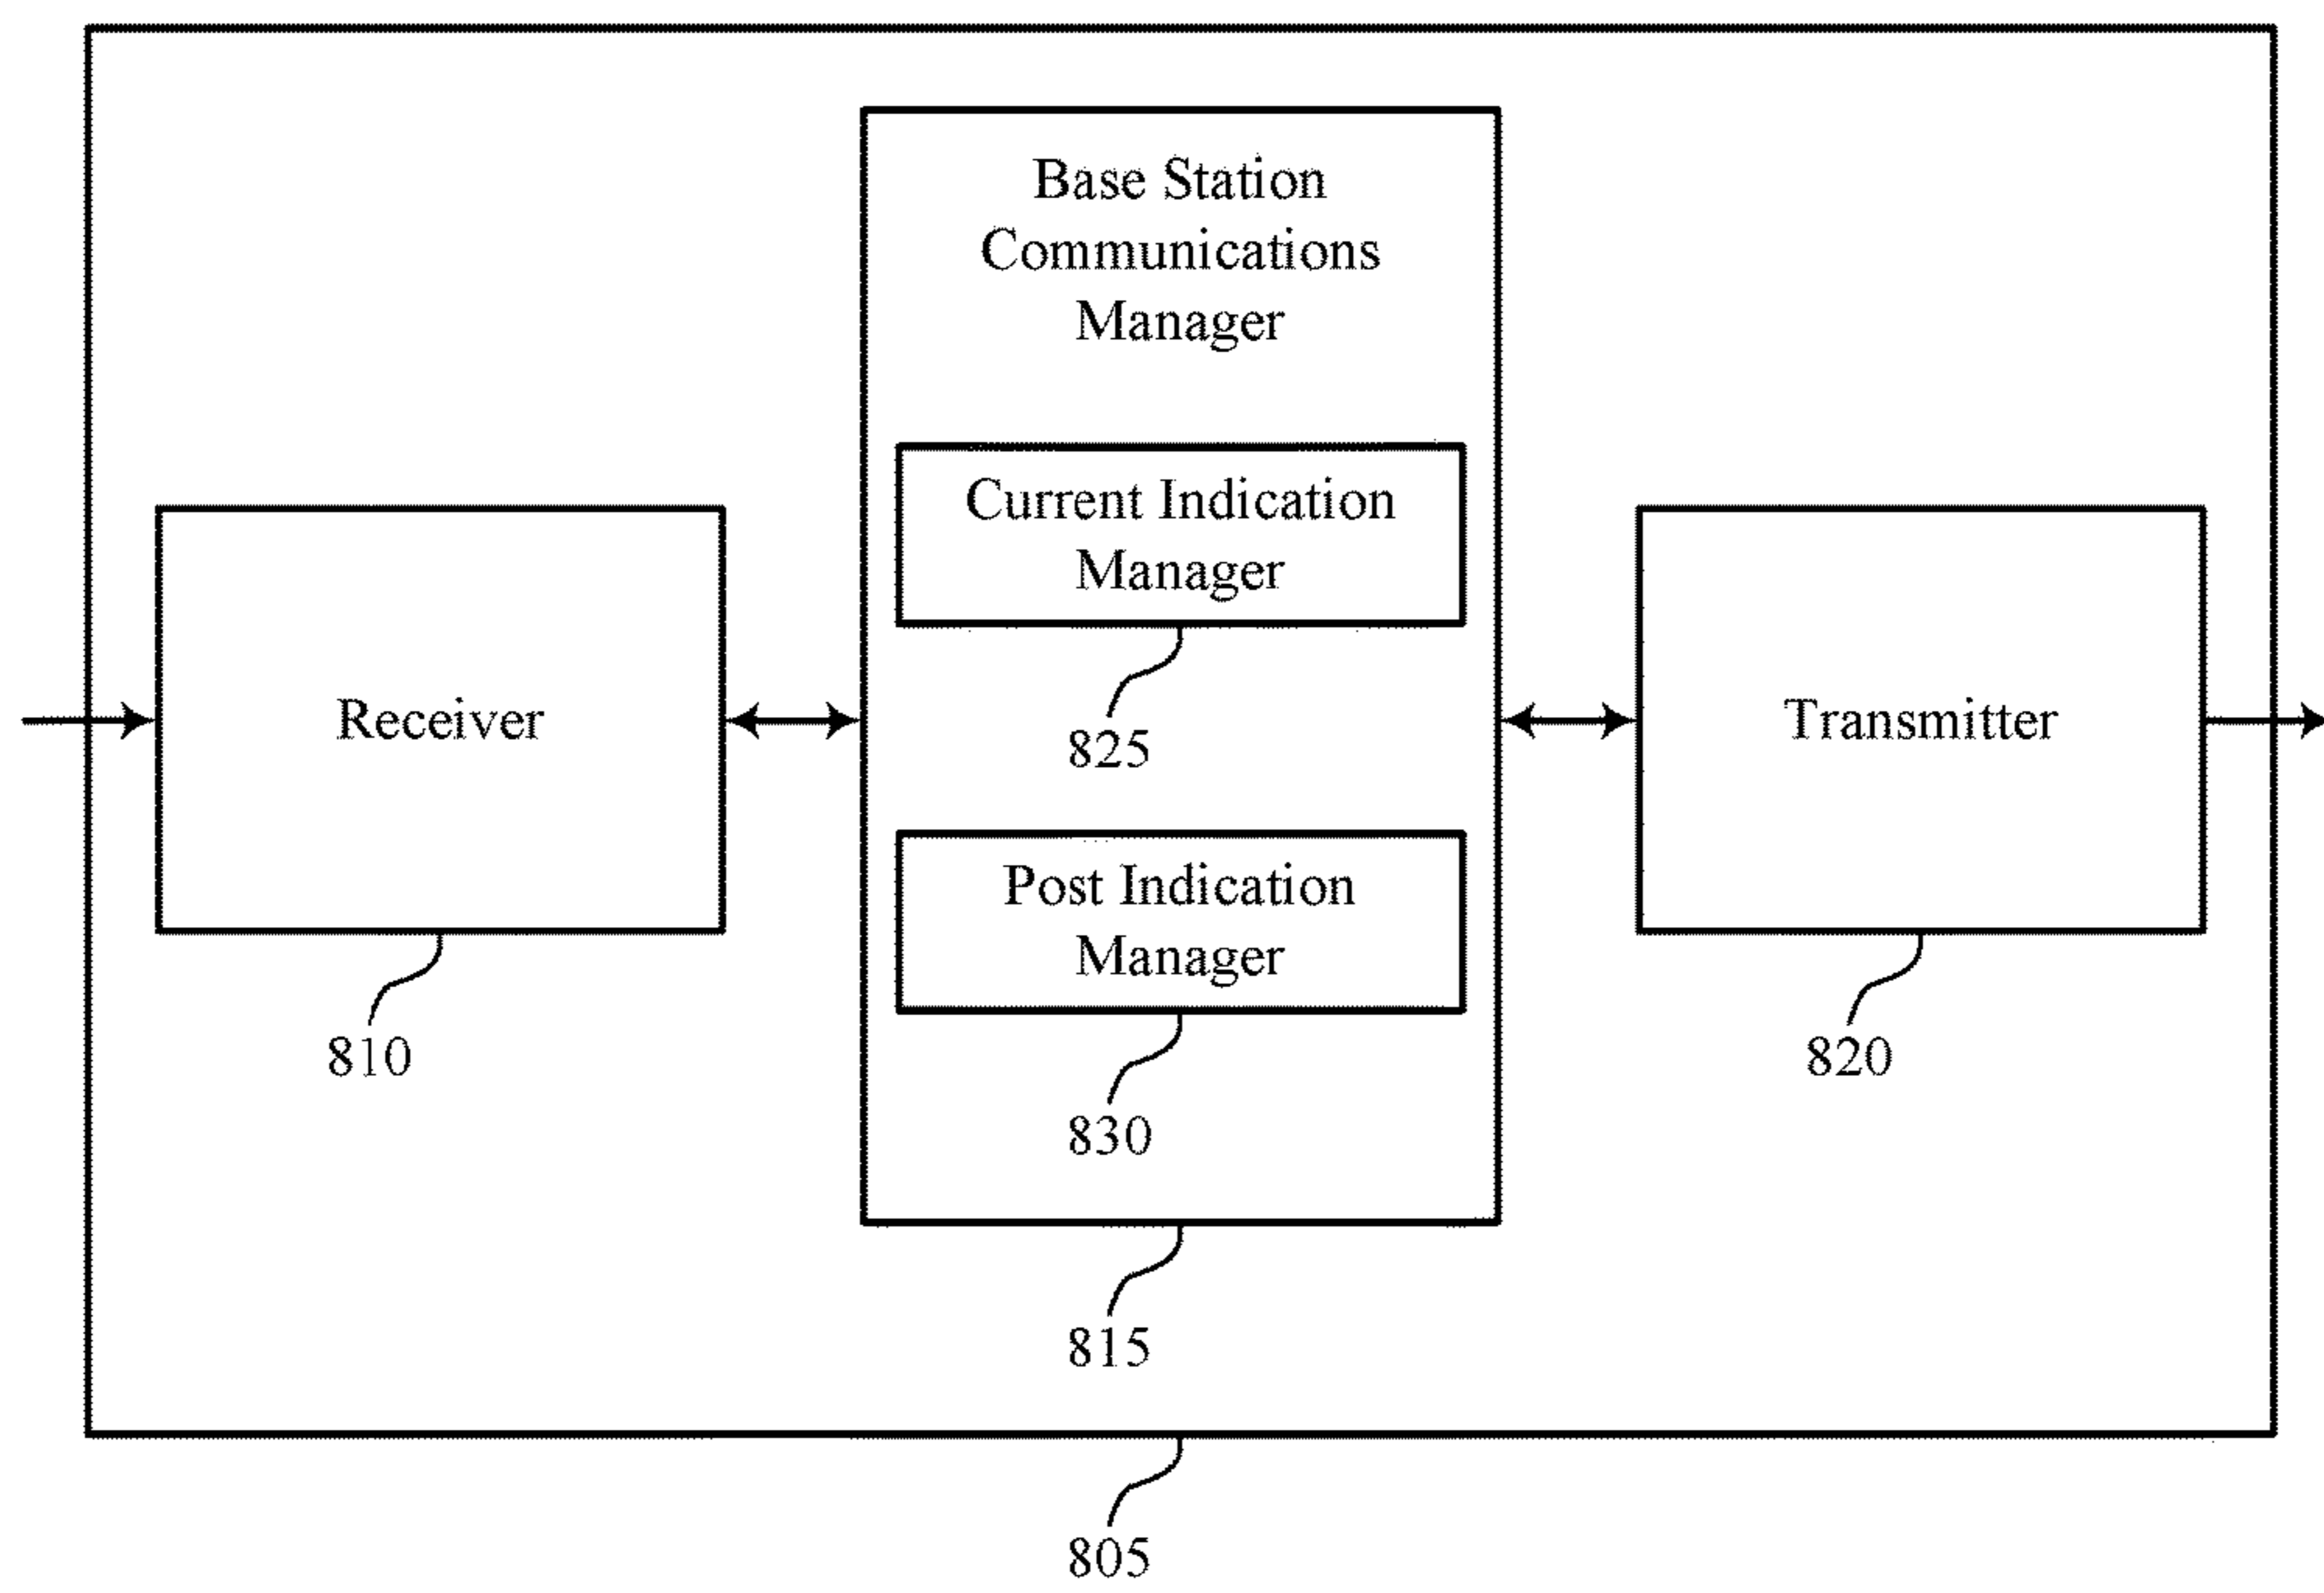 Base Station
Communications
Manager
Current Indication
Manager
825
Receiver
810
Post Indication
Manager
830
Transmitter
820
815
805